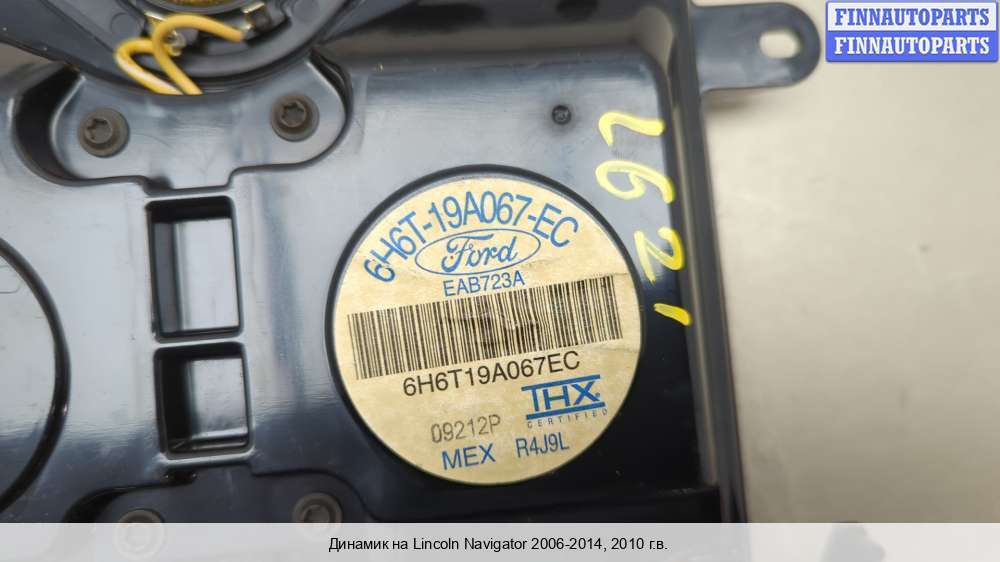 FINNAUTOPARTS
FINNAUTOPARTS
L621
6H6T-19A067-EC
Ford
EAB723A
6H6T19A067EC
THX
CERTIFIED
09212P
MEX R4J9L
Динамик на Lincoln Navigator 2006-2014, 2010 г.в.